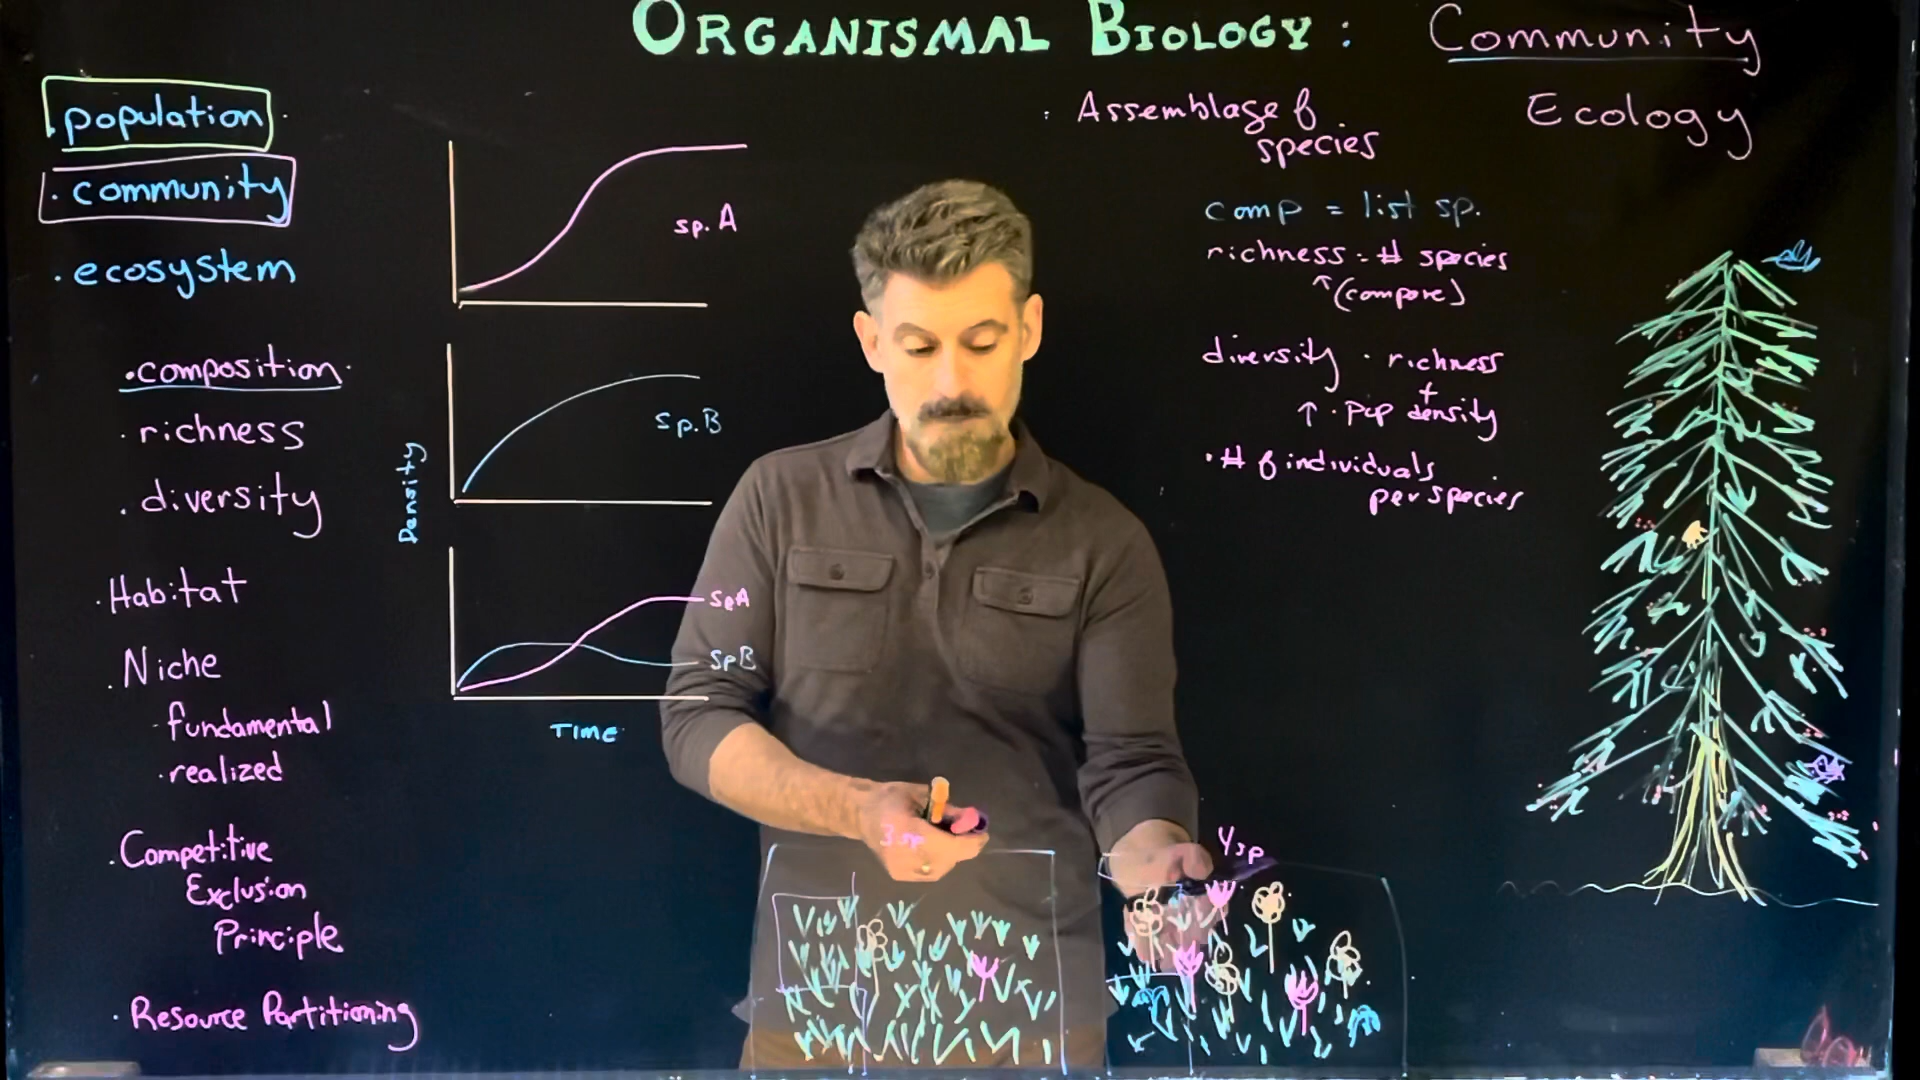 ORGANISMAL BIOLOGY: Community
Ecology
population
community
ecosystem
composition
richness
diversity
Habitat
Niche
fundamental
realized
Competitive
Exclusion
Principle
Resource Partitioning
sp. A
sp. B
Density
sp A
sp B
TIME
Assemblage of
species
comp = list sp.
richness = # species
↑(compare)
diversity · richness
+
↑ · pop density
· # of individuals
per species
3 sp
4 sp